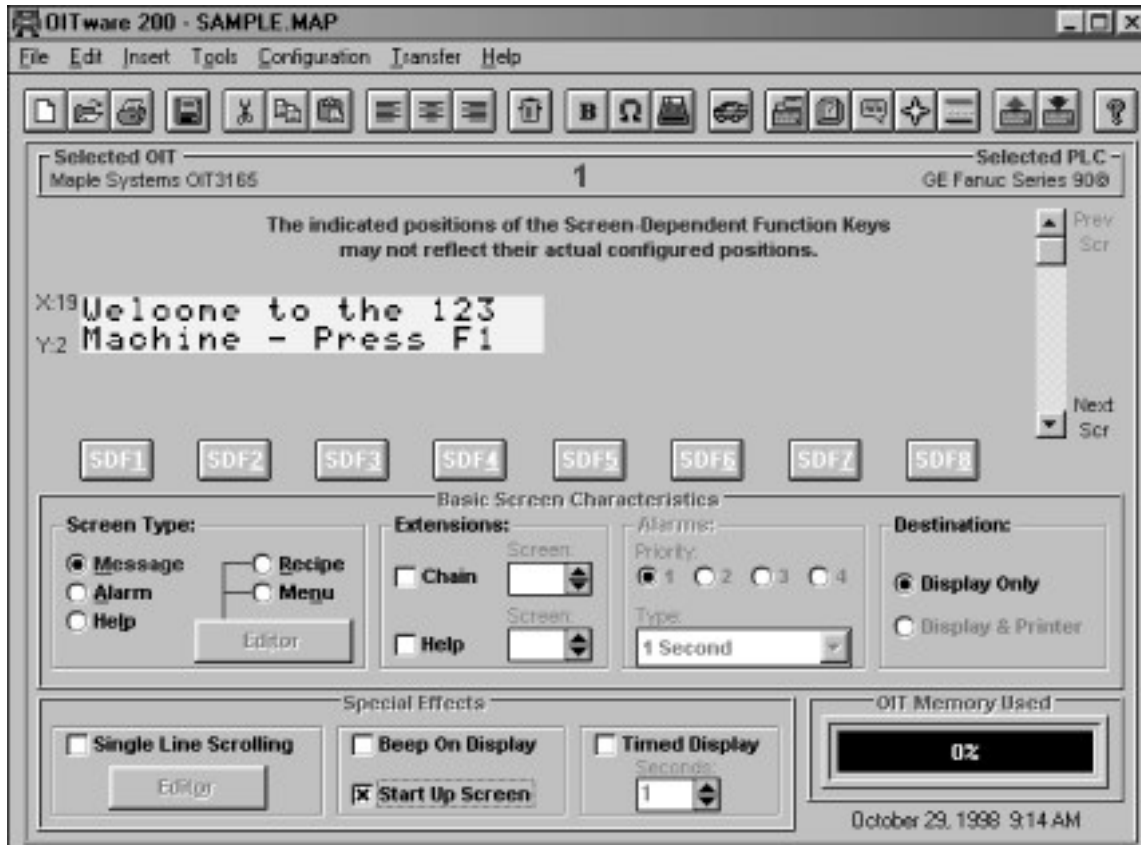 OITware 200 - SAMPLE.MAP
File Edit Insert Tools Configuration Transfer Help
B Ω ?
Selected OIT
Selected PLC
Maple Systems OIT3165
1
GE Fanuc Series 90®
The indicated positions of the Screen-Dependent Function Keys
may not reflect their actual configured positions.
Prev
Scr
X:19
Welcome to the 123
Y:2
Machine - Press F1
Next
Scr
SDF1 SDF2 SDF3 SDF4 SDF5 SDF6 SDF7 SDF8
Basic Screen Characteristics
Screen Type:
Message
Recipe
Alarm
Menu
Help
Editor
Extensions:
Screen:
Chain
Screen:
Help
Alarms:
Priority:
1 2 3 4
Type:
1 Second
Destination:
Display Only
Display & Printer
Special Effects
Single Line Scrolling
Editor
Beep On Display
Start Up Screen
Timed Display
Seconds:
1
OIT Memory Used
0%
October 29, 1998 9:14 AM